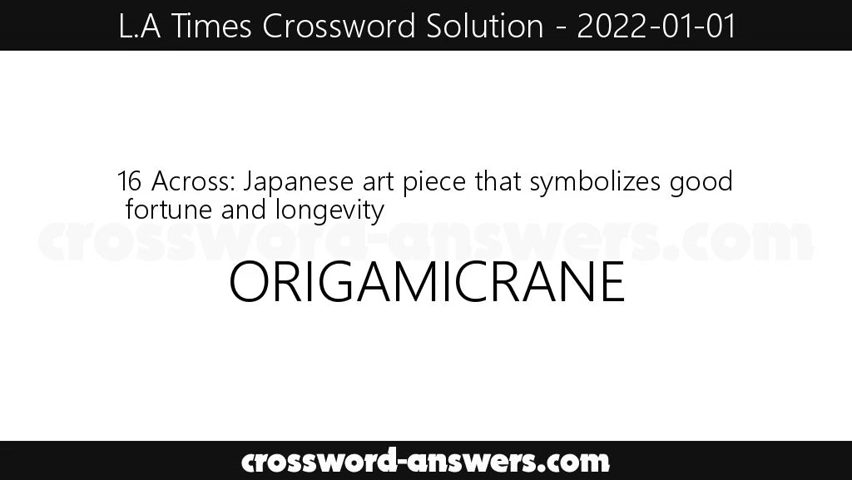 L.A Times Crossword Solution - 2022-01-01
16 Across: Japanese art piece that symbolizes good
fortune and longevity
crossword-answers.com
ORIGAMICRANE
crossword-answers.com